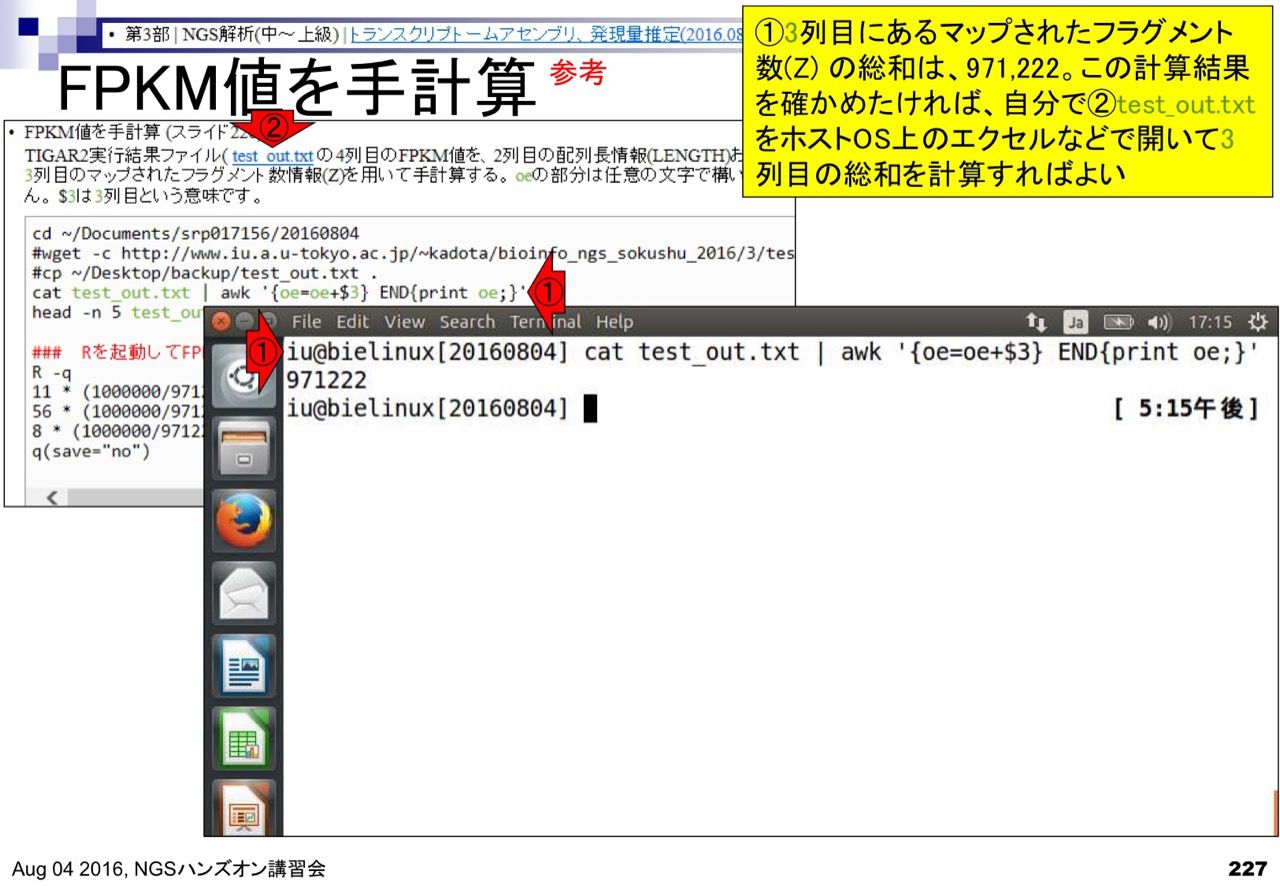 • 第3部 | NGS解析(中～上級) | トランスクリプトームアセンブリ、発現量推定(2016.08
FPKM値を手計算 参考
①3列目にあるマップされたフラグメント
数(Z) の総和は、971,222。この計算結果
を確かめたければ、自分で②test_out.txt
をホストOS上のエクセルなどで開いて3
列目の総和を計算すればよい
• FPKM値を手計算 (スライド22
②
TIGAR2実行結果ファイル( test_out.txt の4列目のFPKM値を、2列目の配列長情報(LENGTH)お
3列目のマップされたフラグメント数情報(Z)を用いて手計算する。oeの部分は任意の文字で構い
ん。$3は3列目という意味です。
cd ~/Documents/srp017156/20160804
#wget -c http://www.iu.a.u-tokyo.ac.jp/~kadota/bioinfo_ngs_sokushu_2016/3/tes
#cp ~/Desktop/backup/test_out.txt .
cat test_out.txt | awk '{oe=oe+$3} END{print oe;}'
①
head -n 5 test_ou
### Rを起動してFP
R -q
11 * (1000000/971
56 * (1000000/971
8 * (1000000/9712
q(save="no")
File Edit View Search Terminal Help
Ja
17:15
①
iu@bielinux[20160804] cat test_out.txt | awk '{oe=oe+$3} END{print oe;}'
971222
iu@bielinux[20160804]
[ 5:15午後]
Aug 04 2016, NGSハンズオン講習会
227